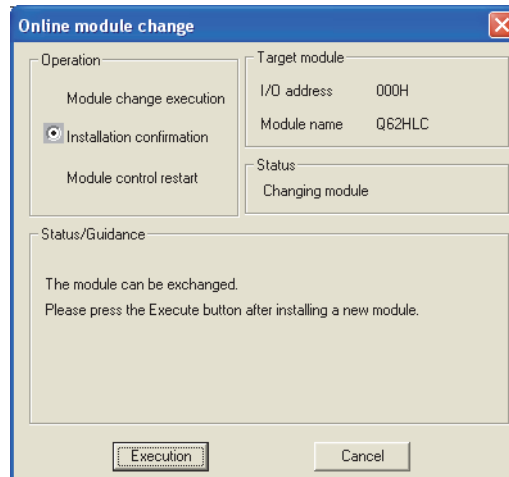 Online module change
Operation
Module change execution
Installation confirmation
Module control restart
Target module
I/O address 000H
Module name Q62HLC
Status
Changing module
Status/Guidance
The module can be exchanged.
Please press the Execute button after installing a new module.
Execution Cancel